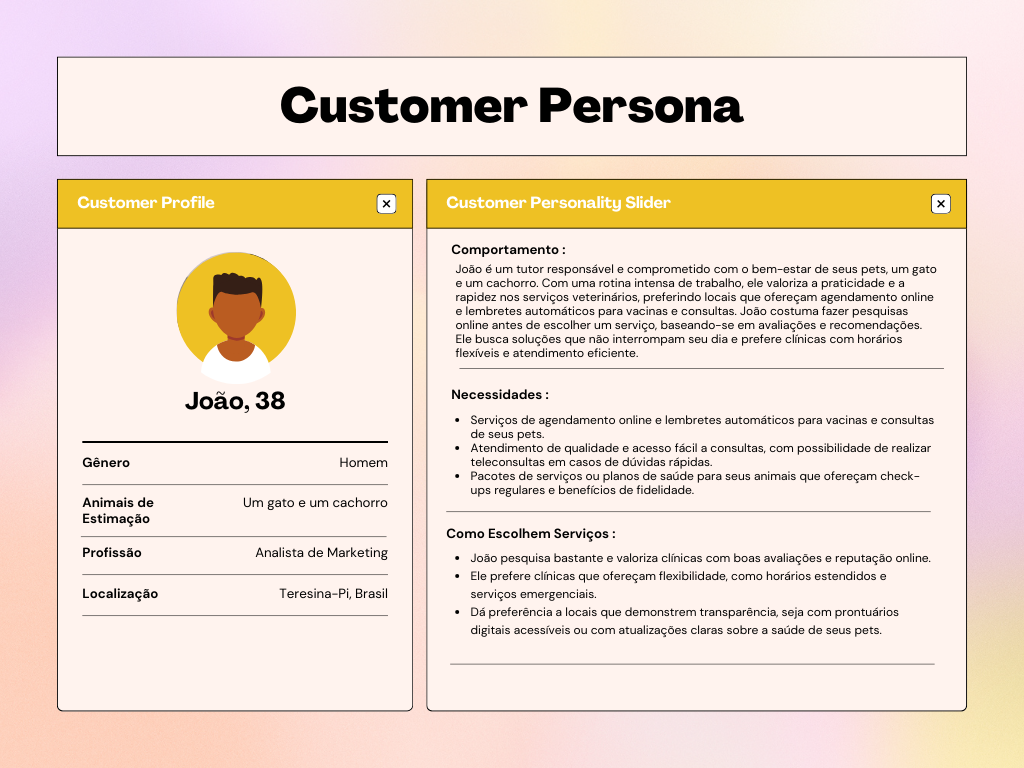 Customer Persona
Customer Profile
João, 38
Gênero
Homem
Animais de
Estimação
Um gato e um cachorro
Profissão
Analista de Marketing
Localização
Teresina-Pi, Brasil
Customer Personality Slider
Comportamento :
João é um tutor responsável e comprometido com o bem-estar de seus pets, um gato
e um cachorro. Com uma rotina intensa de trabalho, ele valoriza a praticidade e a
rapidez nos serviços veterinários, preferindo locais que ofereçam agendamento online
e lembretes automáticos para vacinas e consultas. João costuma fazer pesquisas
online antes de escolher um serviço, baseando-se em avaliações e recomendações.
Ele busca soluções que não interrompam seu dia e prefere clínicas com horários
flexíveis e atendimento eficiente.
Necessidades :
• Serviços de agendamento online e lembretes automáticos para vacinas e consultas
de seus pets.
• Atendimento de qualidade e acesso fácil a consultas, com possibilidade de realizar
teleconsultas em casos de dúvidas rápidas.
• Pacotes de serviços ou planos de saúde para seus animais que ofereçam check-
ups regulares e benefícios de fidelidade.
Como Escolhem Serviços :
• João pesquisa bastante e valoriza clínicas com boas avaliações e reputação online.
• Ele prefere clínicas que ofereçam flexibilidade, como horários estendidos e
serviços emergenciais.
• Dá preferência a locais que demonstrem transparência, seja com prontuários
digitais acessíveis ou com atualizações claras sobre a saúde de seus pets.